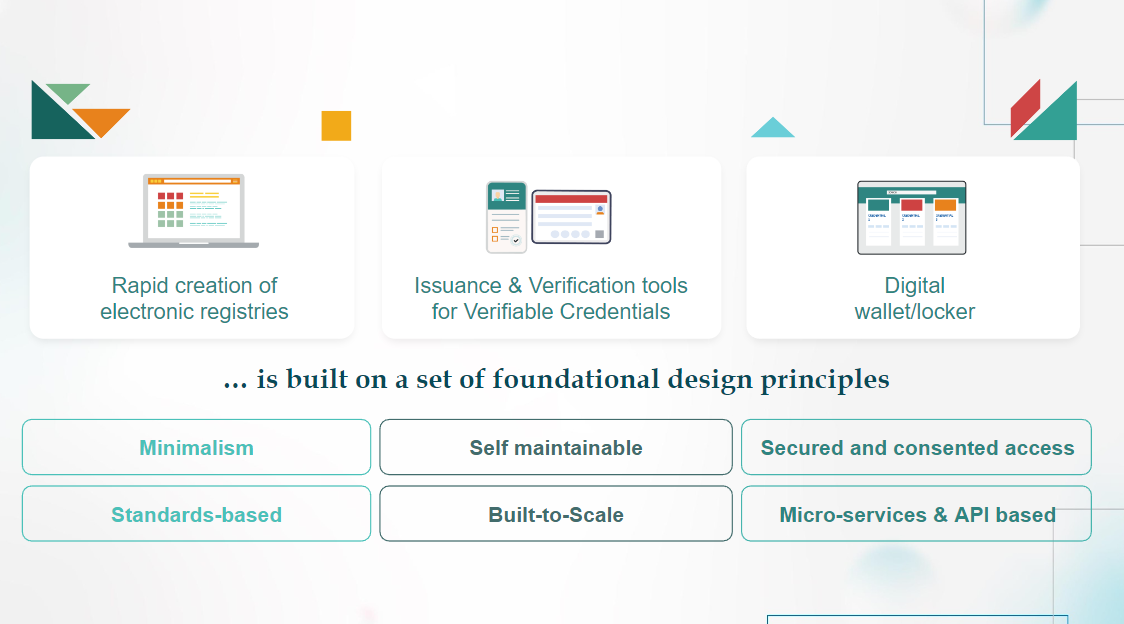 Rapid creation of
electronic registries
Issuance & Verification tools
for Verifiable Credentials
Digital
wallet/locker
... is built on a set of foundational design principles
Minimalism
Self maintainable
Secured and consented access
Standards-based
Built-to-Scale
Micro-services & API based